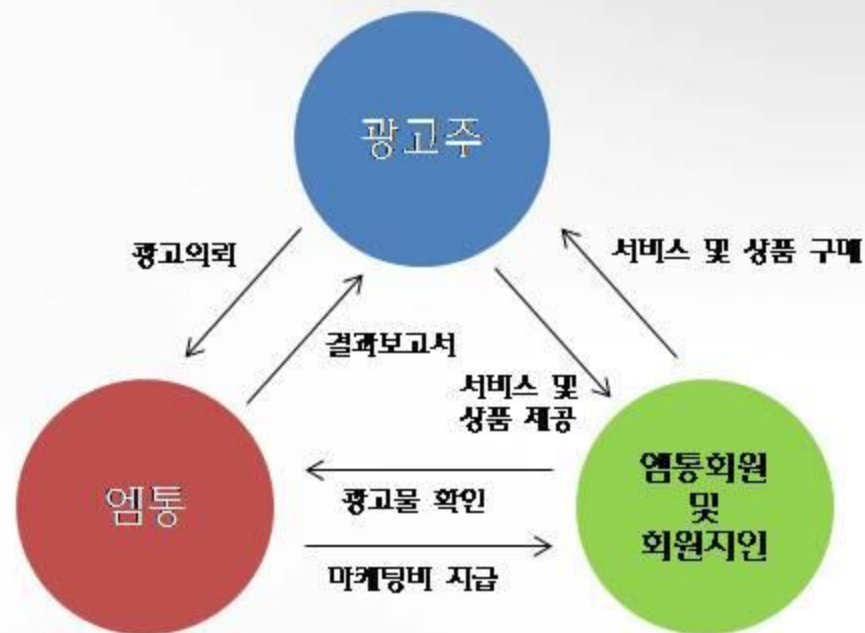 광고주
광고의뢰
서비스 및 상품 구매
결과보고서
서비스 및
상품 제공
엠통
엠통회원
및
회원지인
광고물 확인
마케팅비 지급